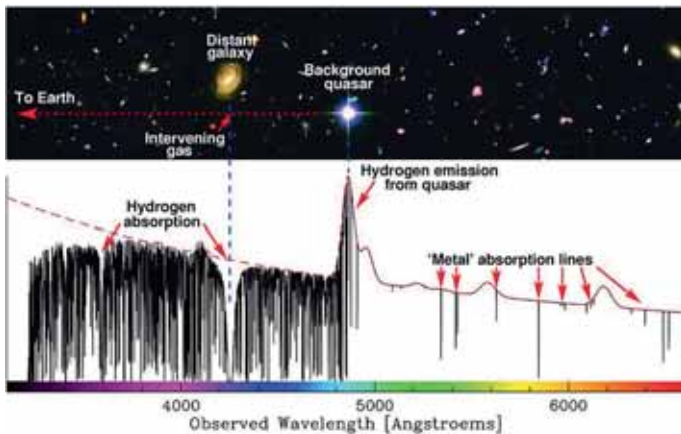 Distant
galaxy
Background
quasar
To Earth
Intervening
gas
Hydrogen emission
from quasar
Hydrogen
absorption
'Metal' absorption lines
4000
5000
6000
Observed Wavelength [Angstroems]